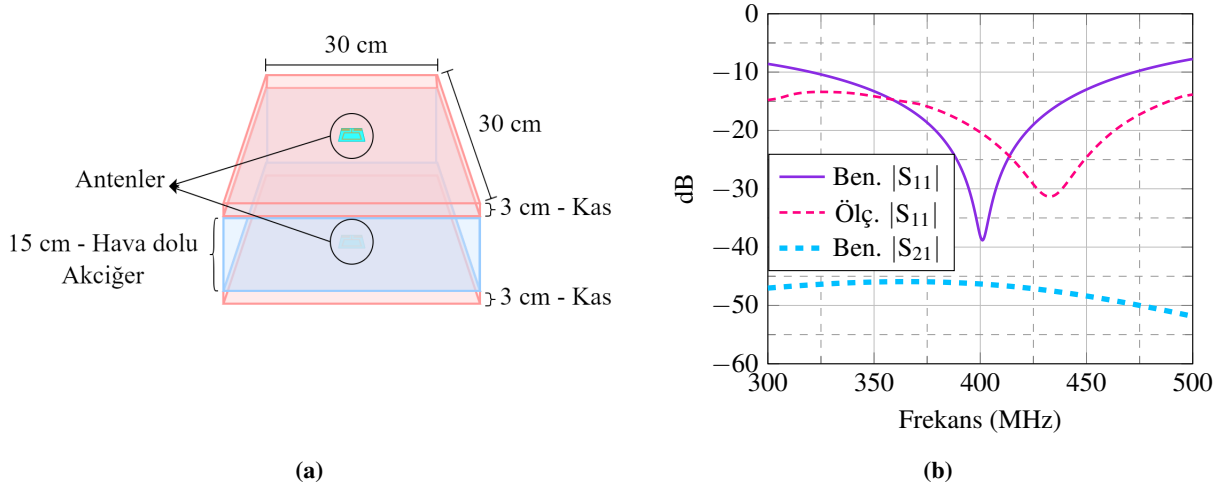 30 cm
30 cm
Antenler
3 cm - Kas
15 cm - Hava dolu
Akciğer
3 cm - Kas
(a)
0
−10
−20
−30
−40
−50
−60
dB
Ben. |S11|
Ölç. |S11|
Ben. |S21|
300
350
400
450
500
Frekans (MHz)
(b)